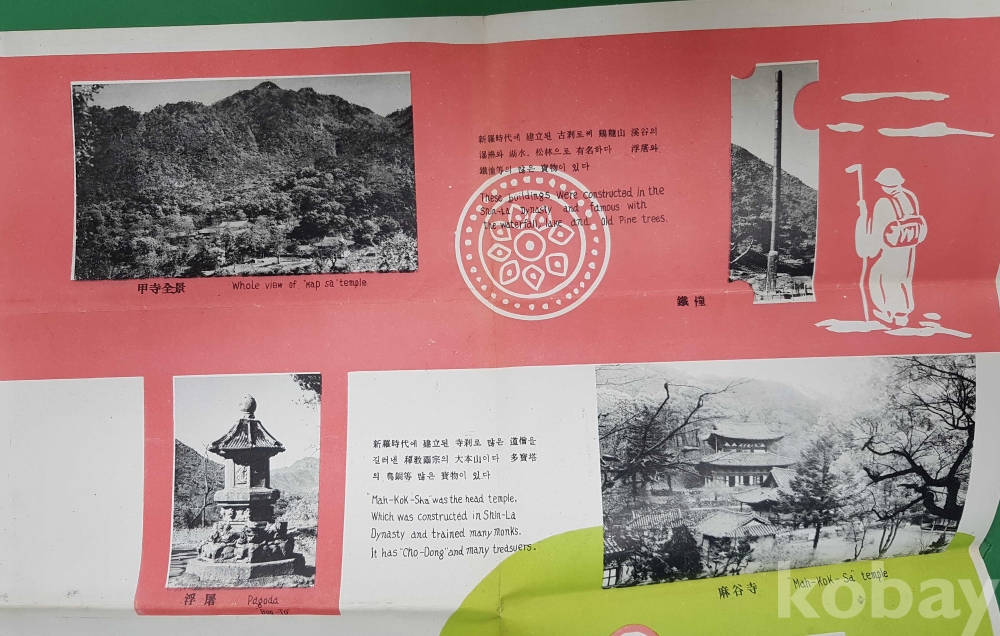 新羅時代에 建立된 古刹로써 鷄龍山 溪谷의
瀑瀑와 湖水、松林으로 有名하다 浮屠와
鐵憧等의 많은 寶物이 있다
These buildings were constructed in the
Shin-La Dynasty and famous with
the waterfall, lake and Old Pine trees.
甲寺全景 Whole view of "Kap sa" temple
鐵 憧
新羅時代에 建立된 寺刹로 많은 道僧을
길러낸 禪教兩宗의 大本山이다 多寶塔
의 烏銅等 많은 寶物이 있다
"Mah-Kok-Sha" was the head temple.
Which was constructed in Shin-La
Dynasty and trained many monks.
It has "Cho-Dong" and many treasuers.
浮 屠 Pagoda
Boo-To
麻谷寺 "Mah-Kok-Sa" temple
kobay